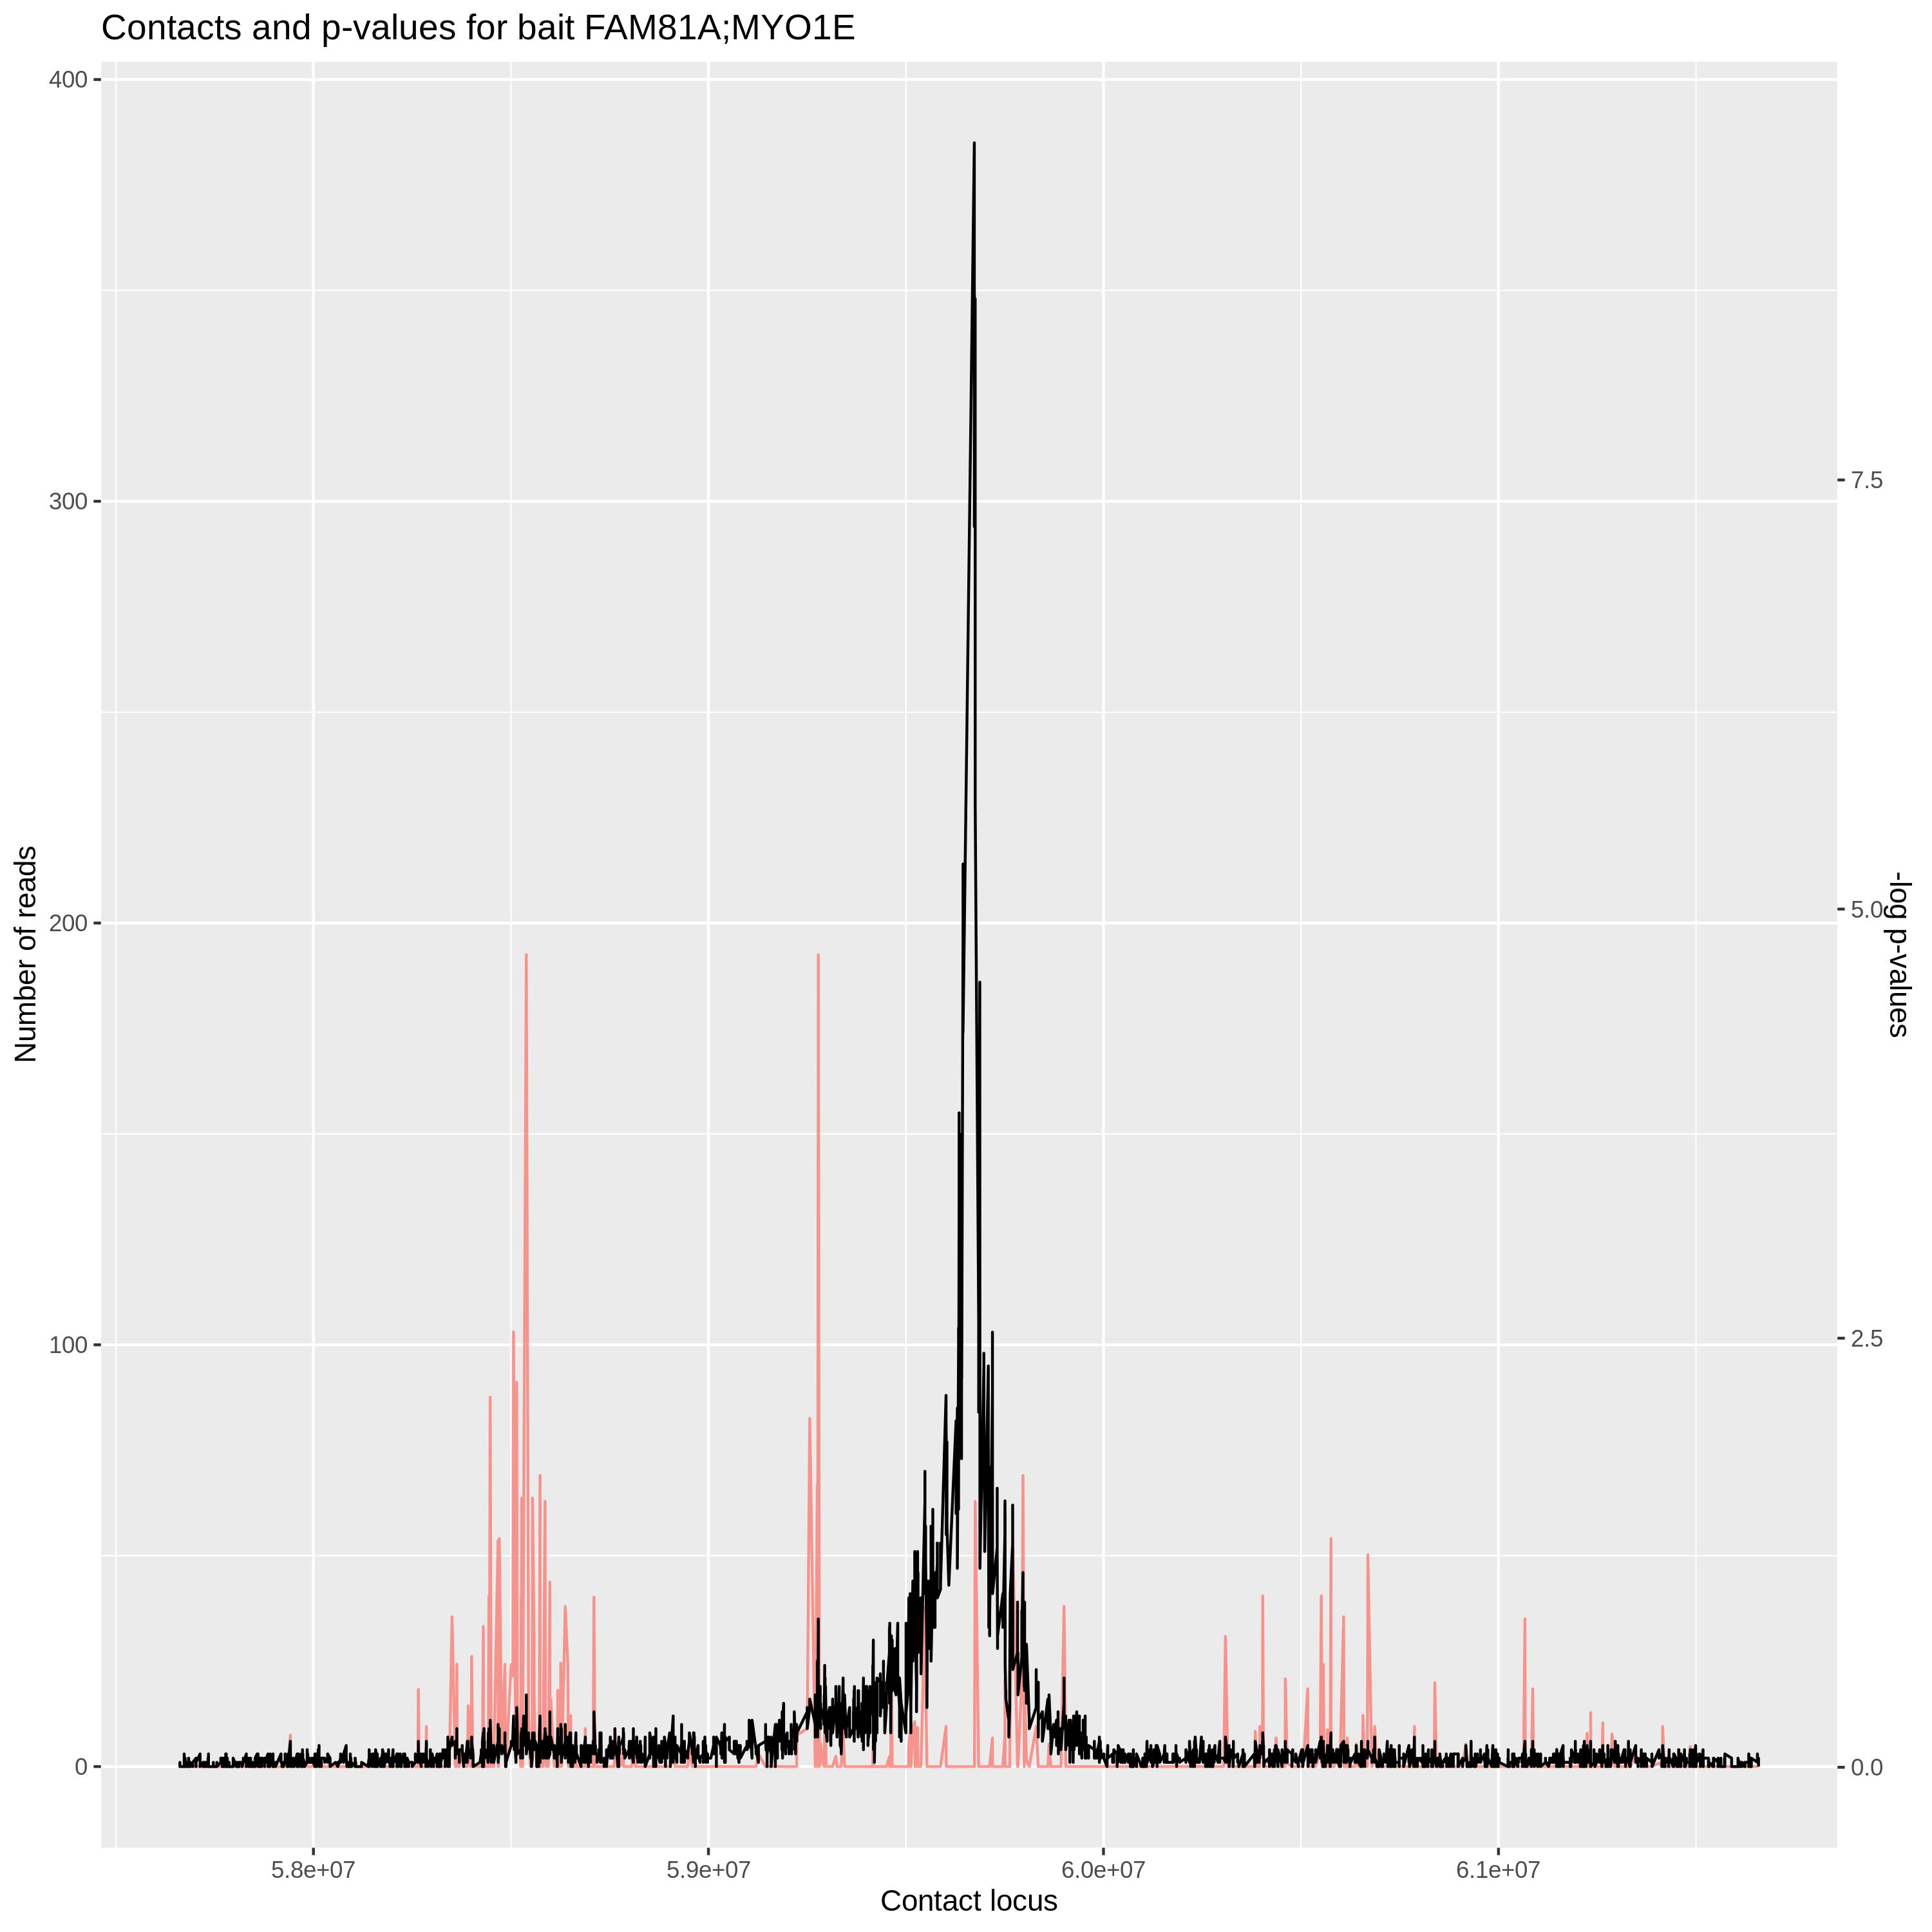 Contacts and p-values for bait FAM81A;MYO1E
400
300
200
100
0
Number of reads
7.5
5.0
2.5
0.0
-log p-values
5.8e+07
5.9e+07
6.0e+07
6.1e+07
Contact locus